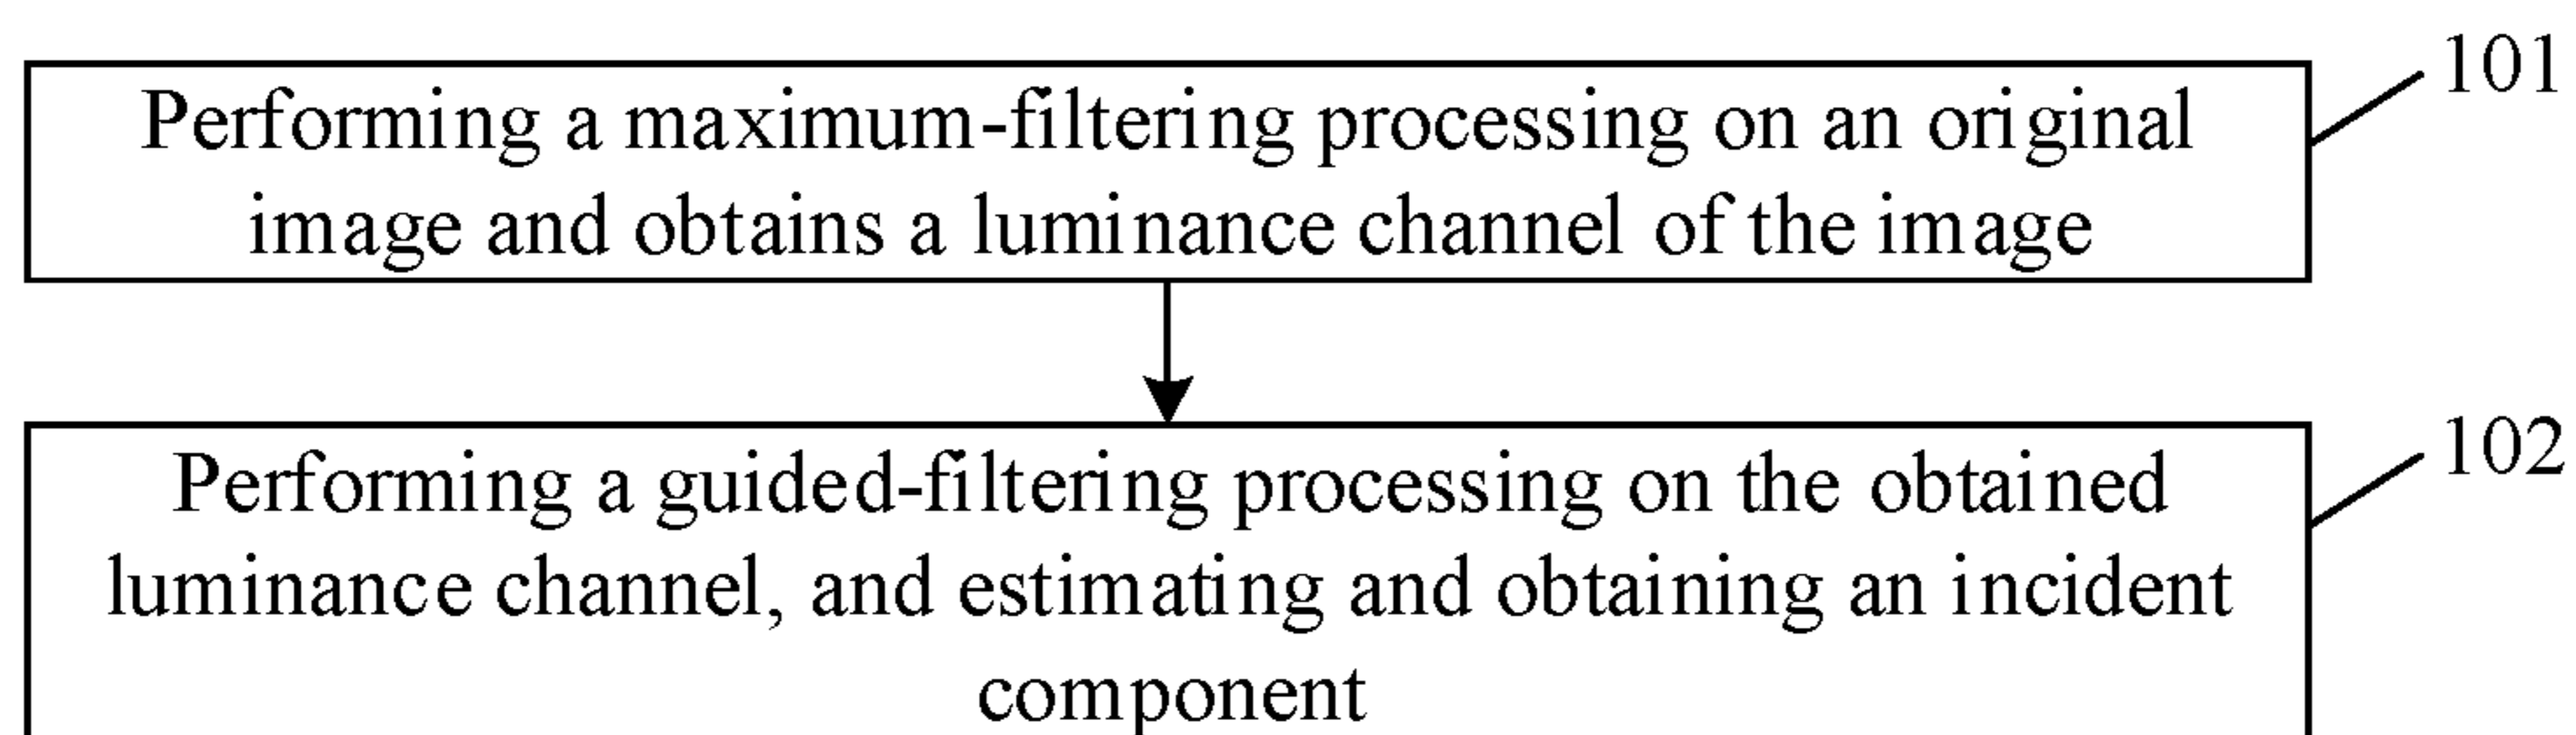 101
Performing a maximum-filtering processing on an original
image and obtains a luminance channel of the image
102
Performing a guided-filtering processing on the obtained
luminance channel, and estimating and obtaining an incident
component